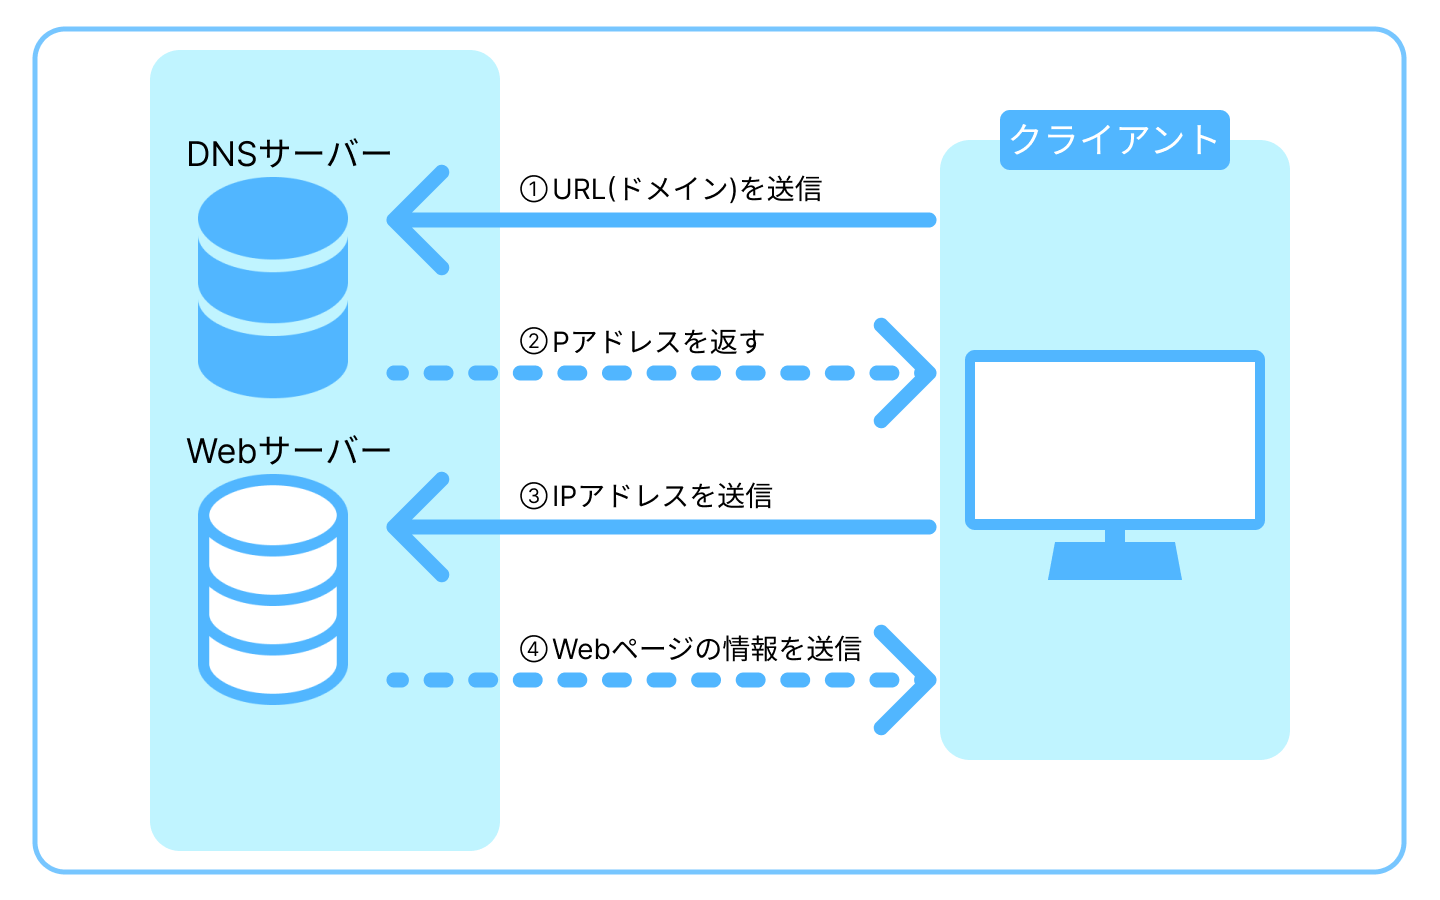 DNSサーバー
クライアント
①URL(ドメイン)を送信
②Pアドレスを返す
Webサーバー
③IPアドレスを送信
④Webページの情報を送信